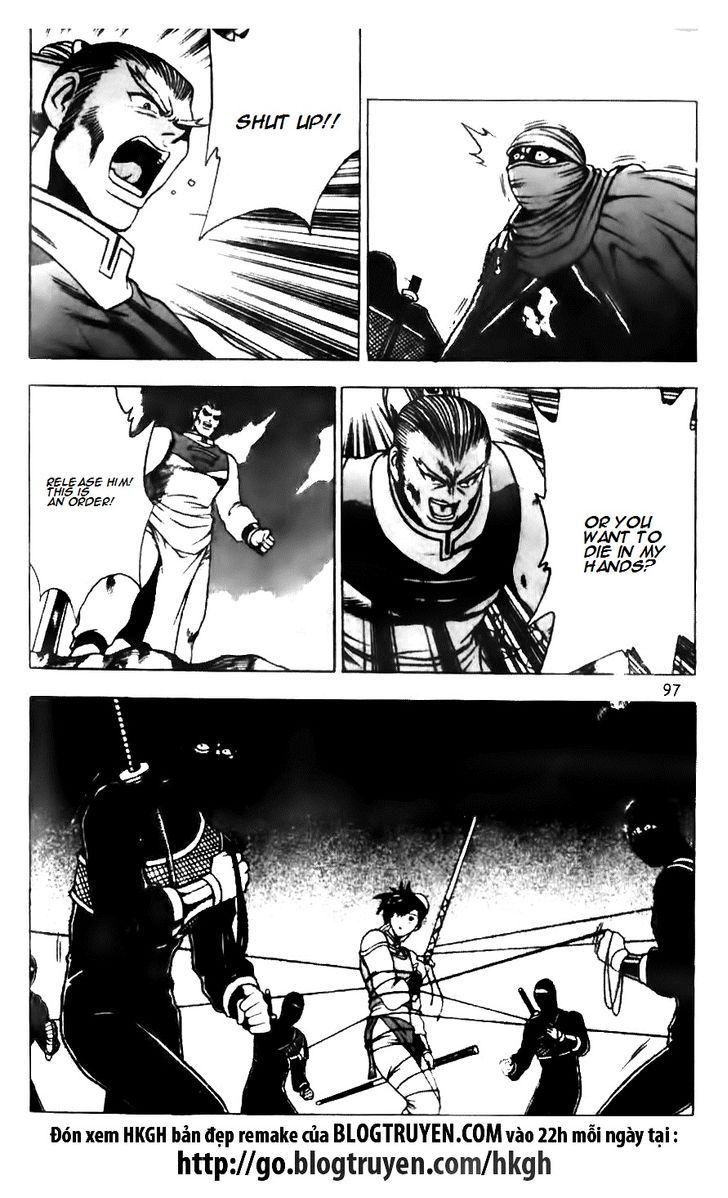 SHUT UP!!
RELEASE HIM!
THIS IS
AN ORDER!
OR YOU
WANT TO
DIE IN MY
HANDS?
97
Đón xem HKGH bản đẹp remake của BLOGTRUYEN.COM vào 22h mỗi ngày tại :
http://go.blogtruyen.com/hkgh